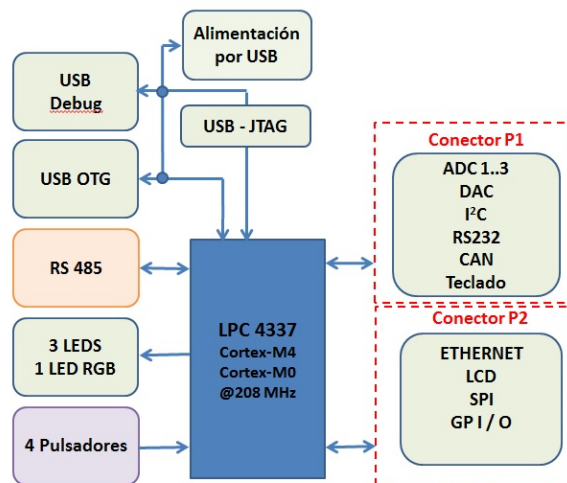 Alimentación
por USB
USB
Debug
USB - JTAG
USB OTG
RS 485
3 LEDS
1 LED RGB
4 Pulsadores
LPC 4337
Cortex-M4
Cortex-M0
@208 MHz
Conector P1
ADC 1..3
DAC
I²C
RS232
CAN
Teclado
Conector P2
ETHERNET
LCD
SPI
GP I / O